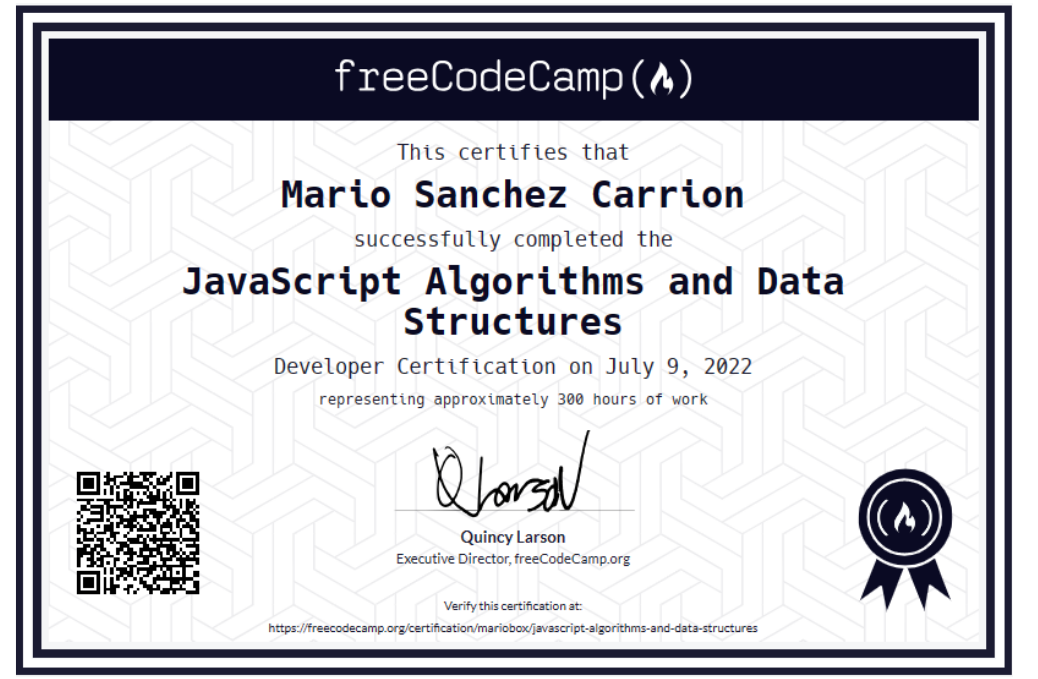 freeCodeCamp
This certifies that
Mario Sanchez Carrion
successfully completed the
JavaScript Algorithms and Data
Structures
Developer Certification on July 9, 2022
representing approximately 300 hours of work
QLarson
Quincy Larson
Executive Director, freeCodeCamp.org
Verify this certification at:
https://freecodecamp.org/certification/mariobox/javascript-algorithms-and-data-structures